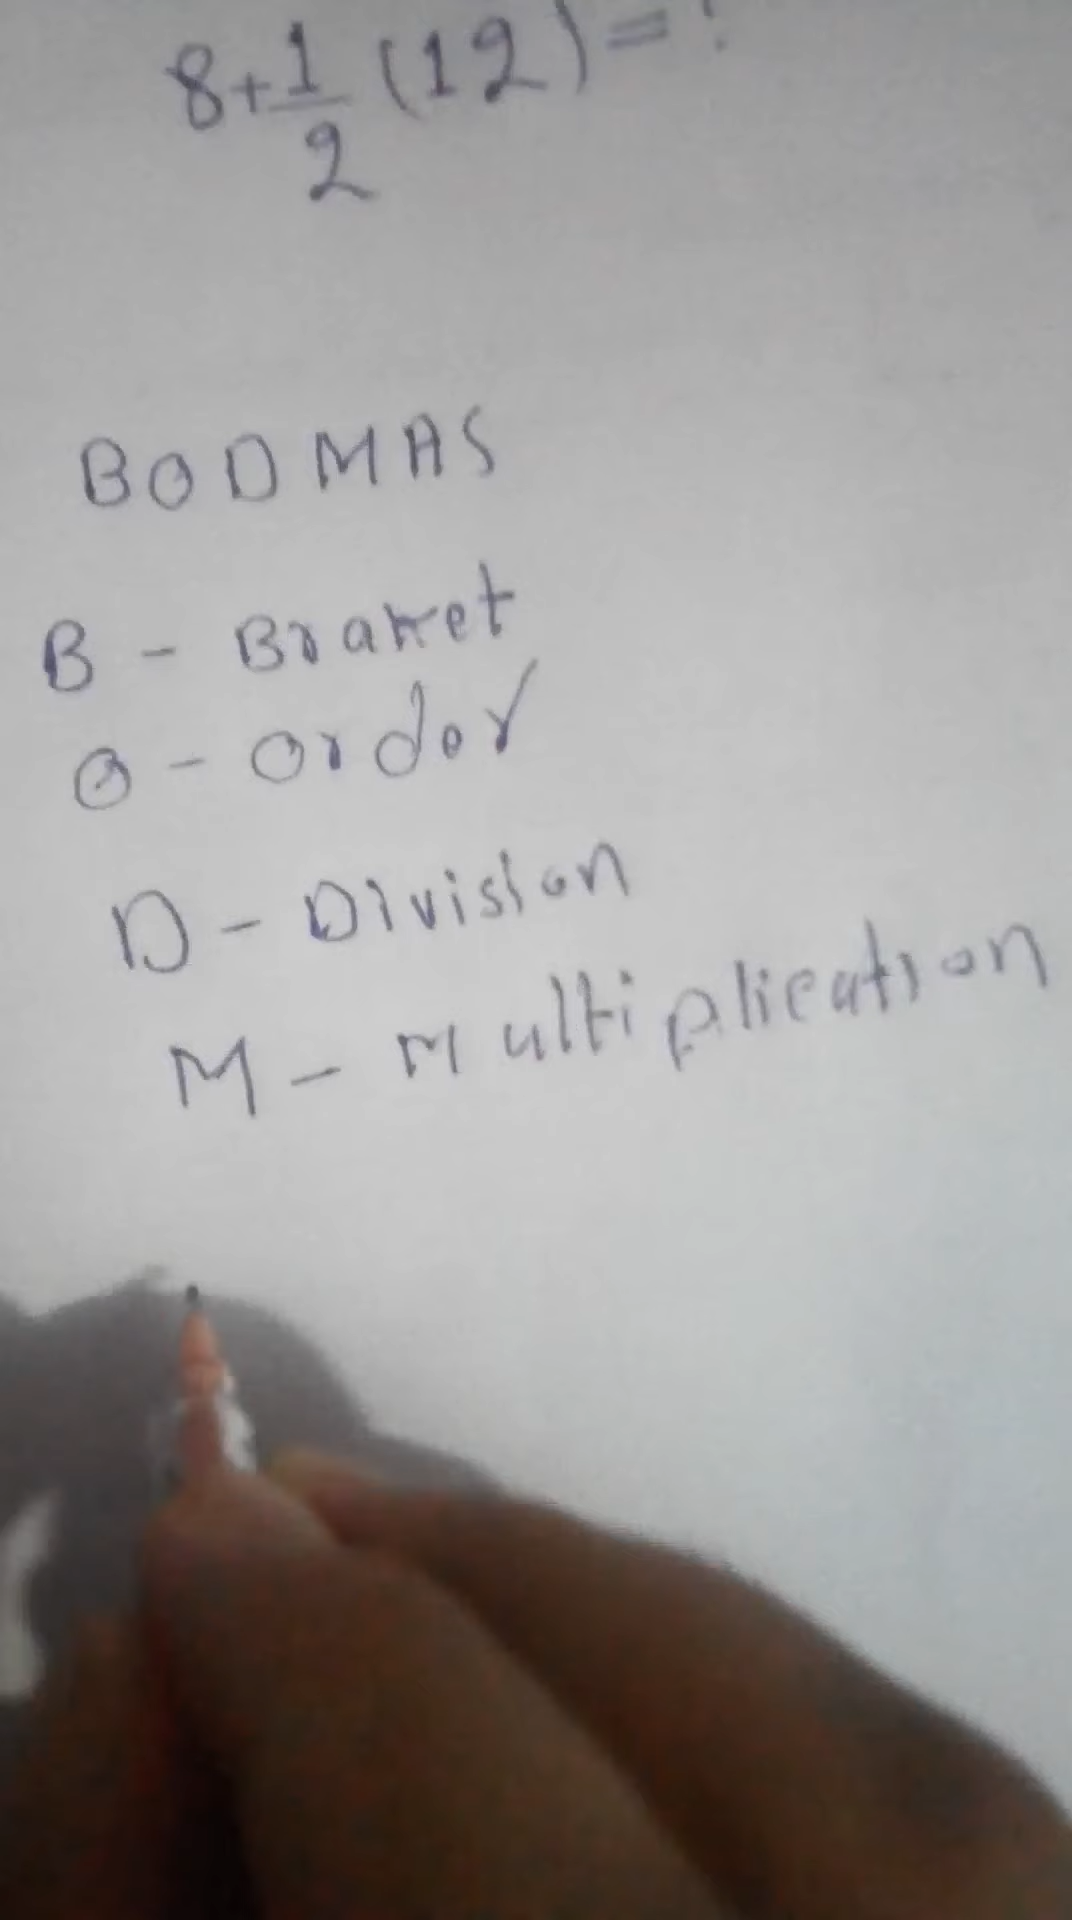 8+1/2 (12) = ?
BODMAS
B - Braket
O - Order
D - Division
M - Multiplication